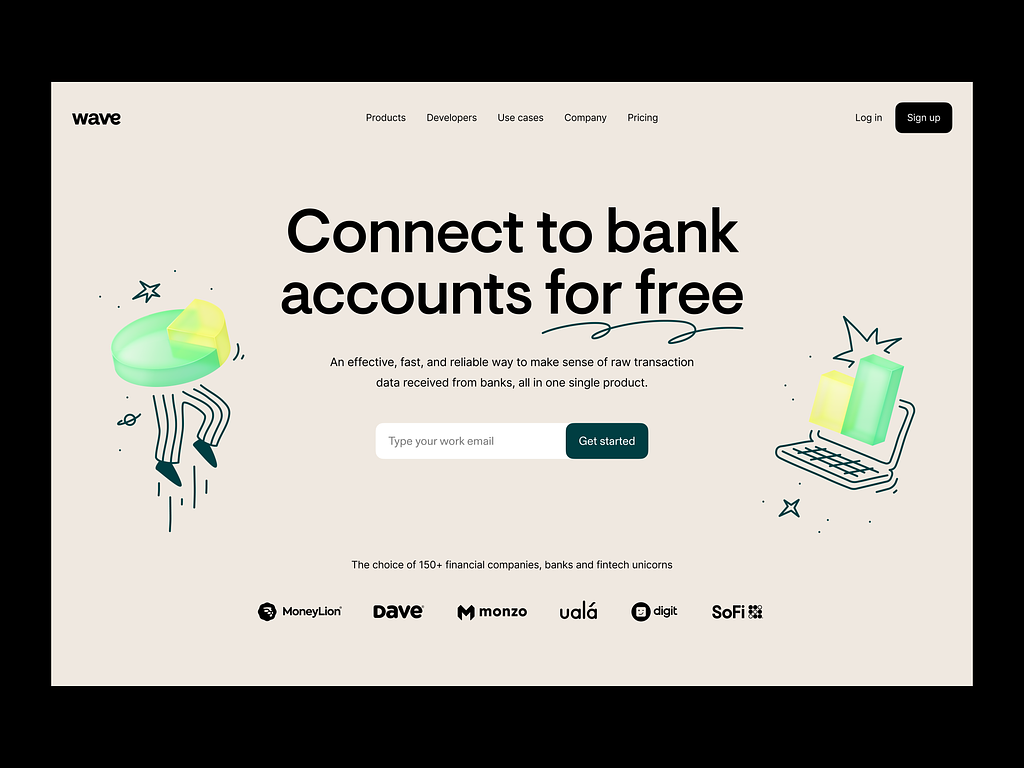 wave
Products Developers Use cases Company Pricing
Log in Sign up
Connect to bank
accounts for free
An effective, fast, and reliable way to make sense of raw transaction
data received from banks, all in one single product.
Type your work email Get started
The choice of 150+ financial companies, banks and fintech unicorns
MoneyLion DAVE monzo ualá digit SoFi